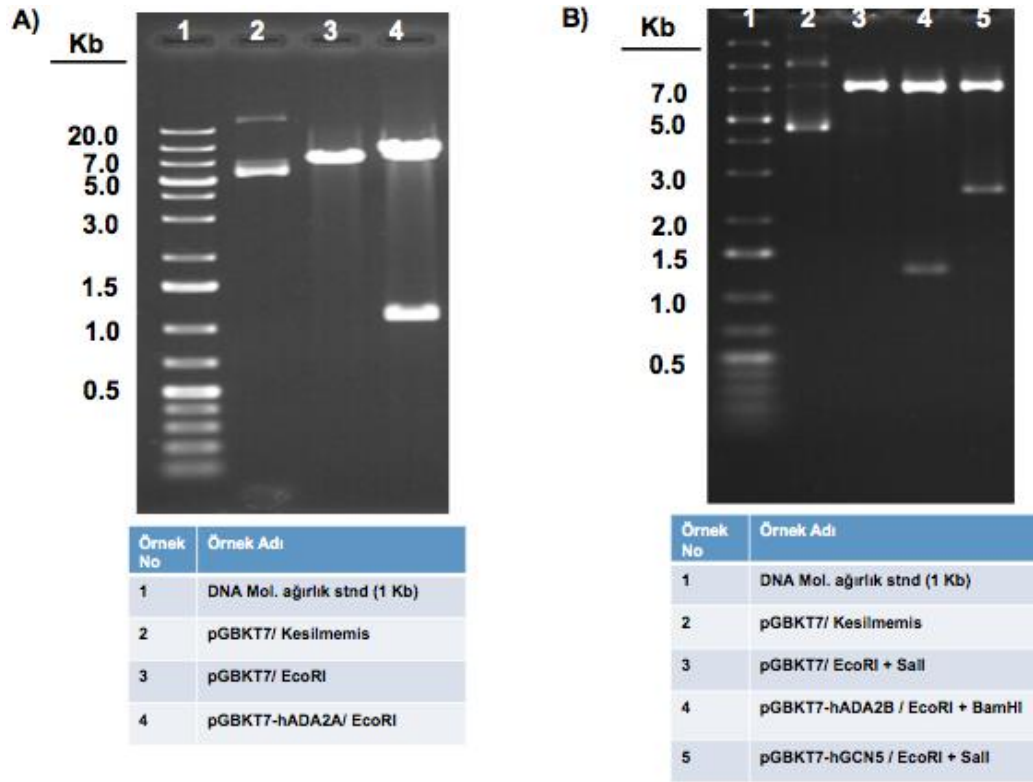 A)
Kb
1 2 3 4
20.0
7.0
5.0
3.0
1.5
1.0
0.5
Örnek No Örnek Adı
1 DNA Mol. ağırlık stnd (1 Kb)
2 pGBKT7/ Kesilmemis
3 pGBKT7/ EcoRI
4 pGBKT7-hADA2A/ EcoRI
B)
Kb
1 2 3 4 5
7.0
5.0
3.0
2.0
1.5
1.0
0.5
Örnek No Örnek Adı
1 DNA Mol. ağırlık stnd (1 Kb)
2 pGBKT7/ Kesilmemis
3 pGBKT7/ EcoRI + SalI
4 pGBKT7-hADA2B / EcoRI + BamHI
5 pGBKT7-hGCN5 / EcoRI + SalI